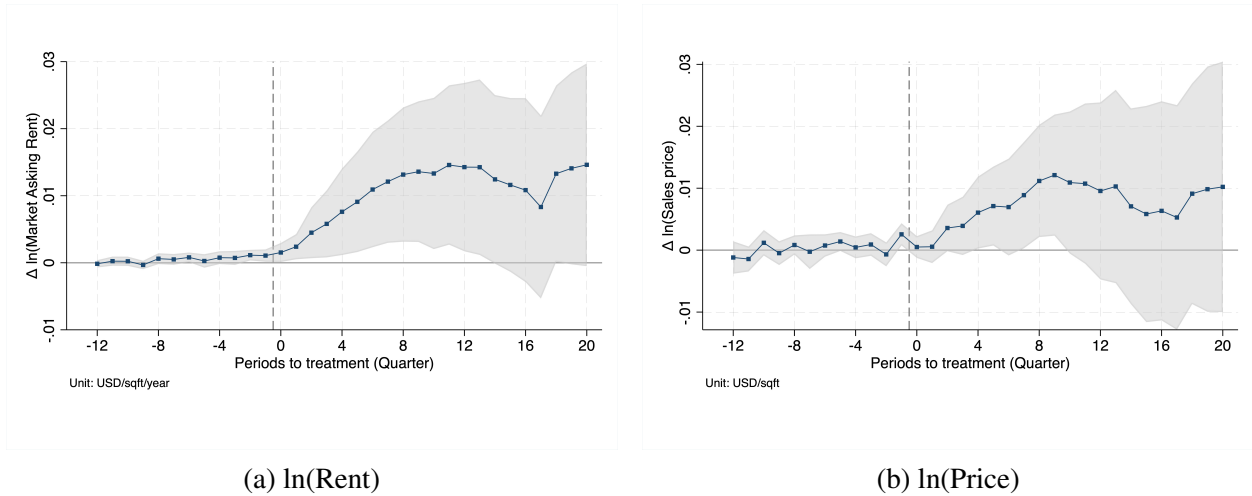 Δ ln(Market Asking Rent)
.03
.02
.01
0
-.01
-12 -8 -4 0 4 8 12 16 20
Periods to treatment (Quarter)
Unit: USD/sqft/year
(a) ln(Rent)
Δ ln(Sales price)
.03
.02
.01
0
-.01
-12 -8 -4 0 4 8 12 16 20
Periods to treatment (Quarter)
Unit: USD/sqft
(b) ln(Price)